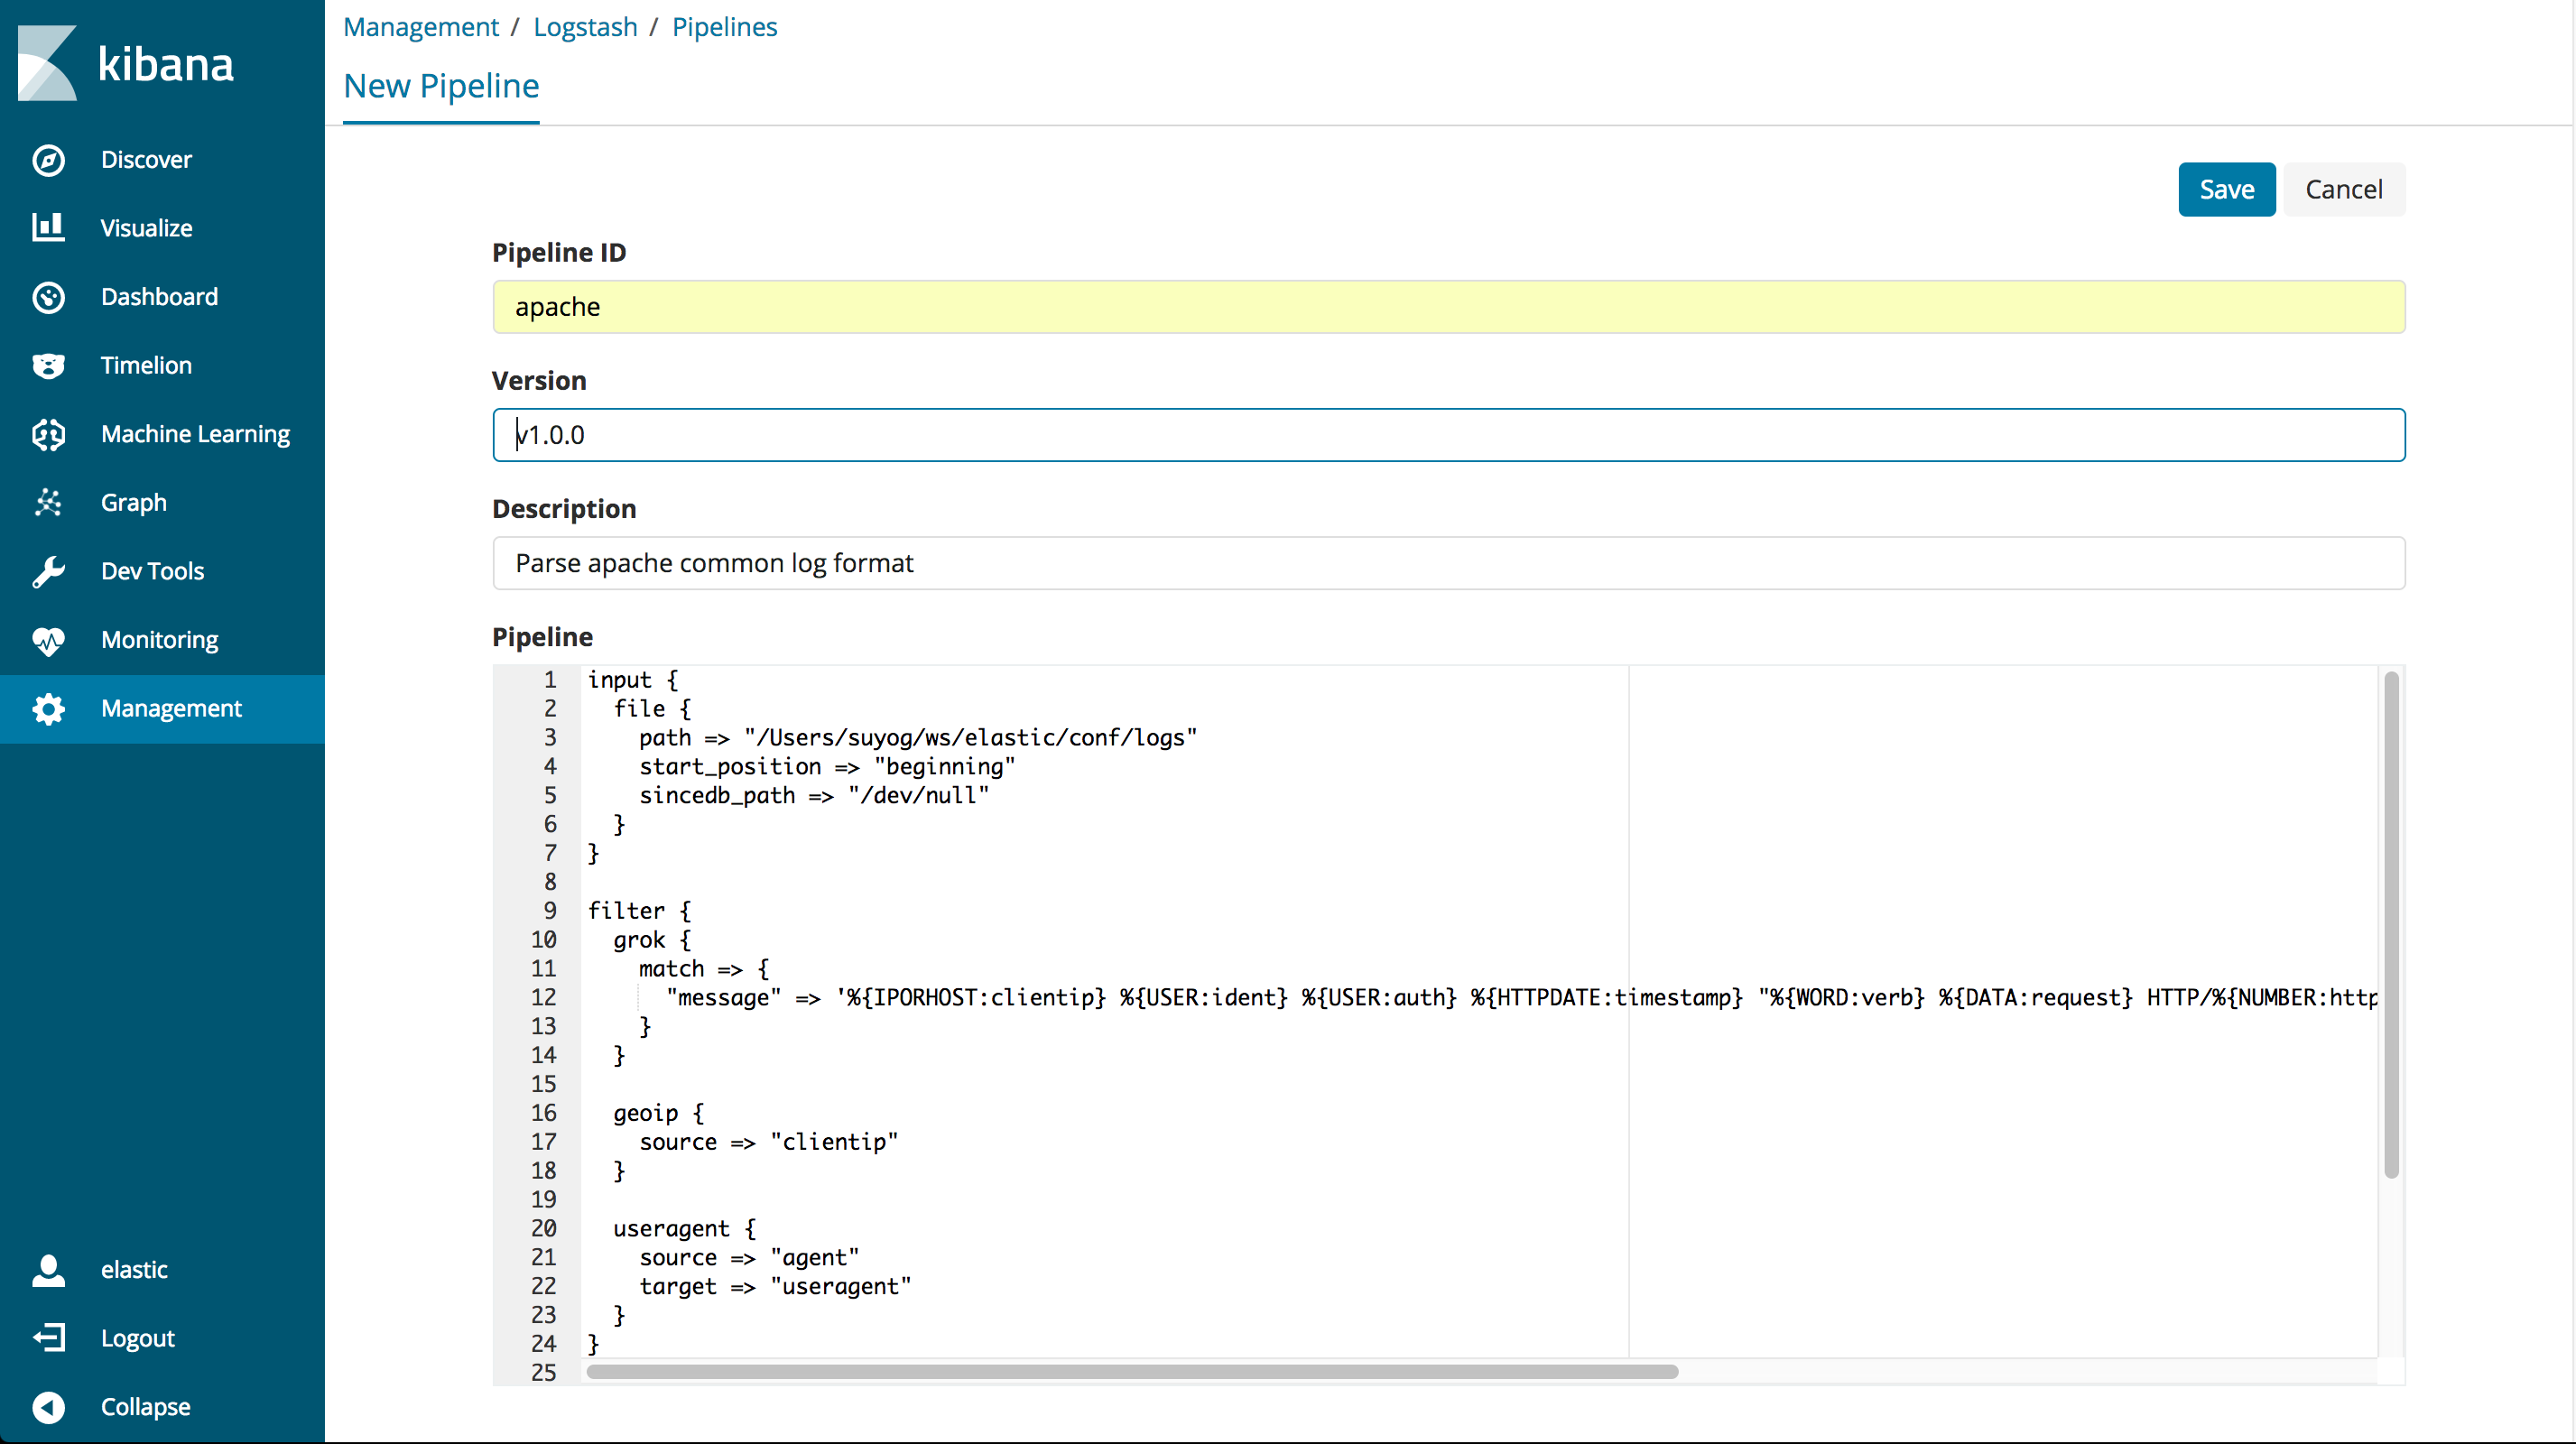 kibana
Discover
Visualize
Dashboard
Timelion
Machine Learning
Graph
Dev Tools
Monitoring
Management
elastic
Logout
Collapse
Management / Logstash / Pipelines
New Pipeline
Save Cancel
Pipeline ID
apache
Version
v1.0.0
Description
Parse apache common log format
Pipeline
1 input {
2   file {
3     path => "/Users/suyog/ws/elastic/conf/logs"
4     start_position => "beginning"
5     sincedb_path => "/dev/null"
6   }
7 }
8
9 filter {
10   grok {
11     match => {
12       "message" => '%{IPORHOST:clientip} %{USER:ident} %{USER:auth} %{HTTPDATE:timestamp} "%{WORD:verb} %{DATA:request} HTTP/%{NUMBER:http
13     }
14   }
15
16   geoip {
17     source => "clientip"
18   }
19
20   useragent {
21     source => "agent"
22     target => "useragent"
23   }
24 }
25